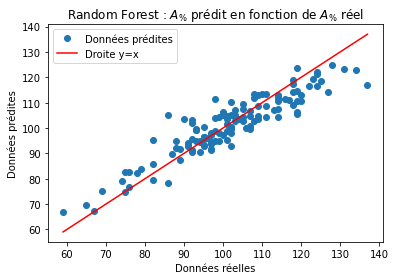 Random Forest : A% prédit en fonction de A% réel
Données prédites
Droite y=x
140
130
120
110
100
90
80
70
60
Données prédites
60 70 80 90 100 110 120 130 140
Données réelles